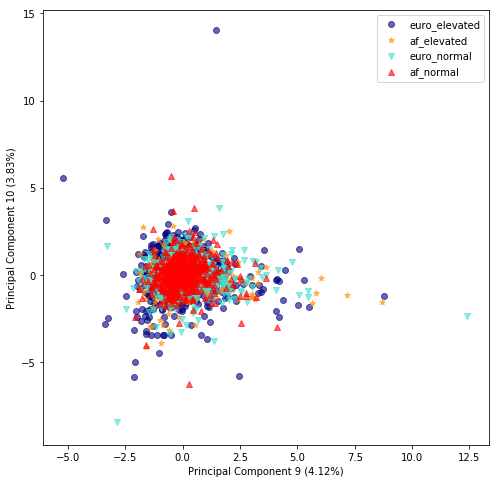 euro_elevated
af_elevated
euro_normal
af_normal
15
10
5
0
−5
−5.0
−2.5
0.0
2.5
5.0
7.5
10.0
12.5
Principal Component 10 (3.83%)
Principal Component 9 (4.12%)